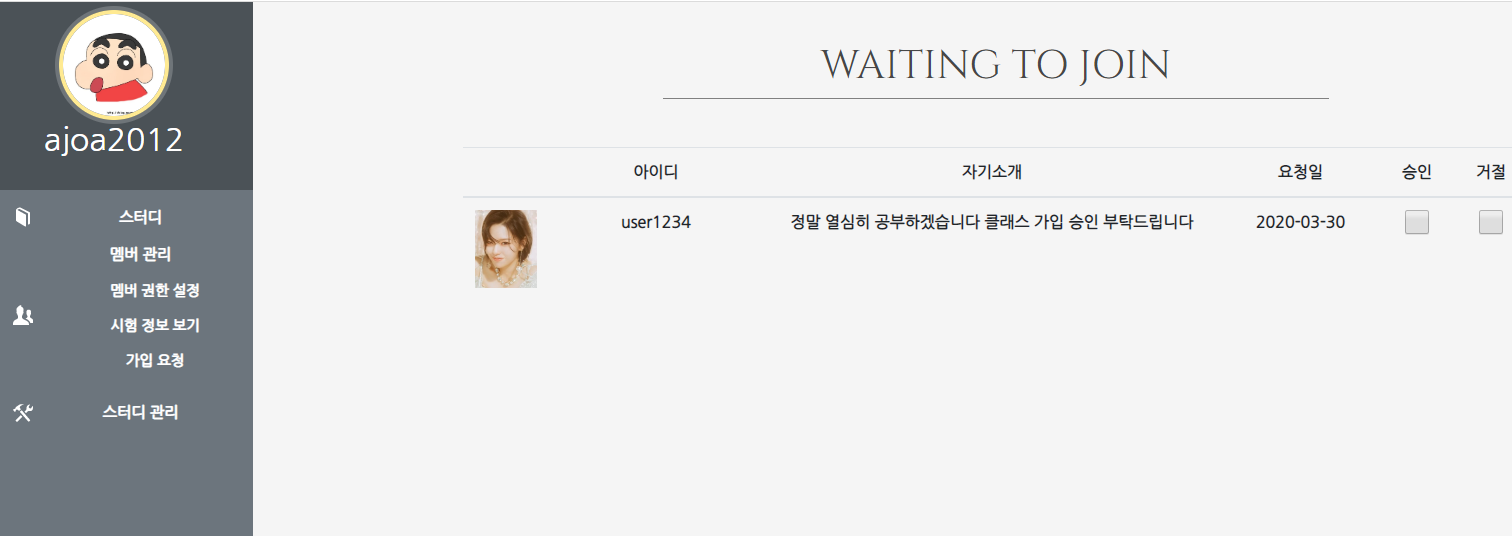 ajoa2012
스터디
멤버 관리
멤버 권한 설정
시험 정보 보기
가입 요청
스터디 관리
WAITING TO JOIN
아이디 자기소개 요청일 승인 거절
user1234 정말 열심히 공부하겠습니다 클래스 가입 승인 부탁드립니다 2020-03-30